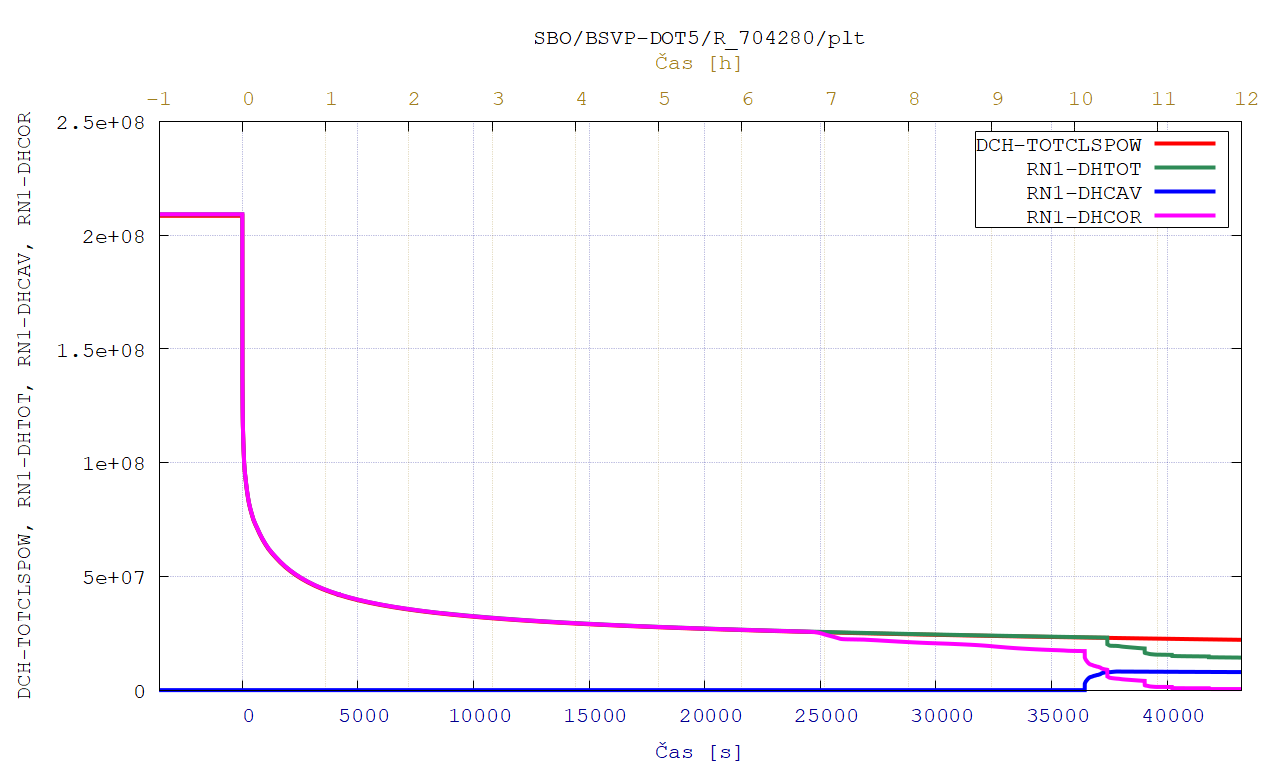 SBO/BSVP-DOT5/R_704280/plt
Čas [h]
-1 0 1 2 3 4 5 6 7 8 9 10 11 12
DCH-TOTCLSPOW, RN1-DHTOT, RN1-DHCAV, RN1-DHCOR
2.5e+08
2e+08
1.5e+08
1e+08
5e+07
0
DCH-TOTCLSPOW
RN1-DHTOT
RN1-DHCAV
RN1-DHCOR
0 5000 10000 15000 20000 25000 30000 35000 40000
Čas [s]